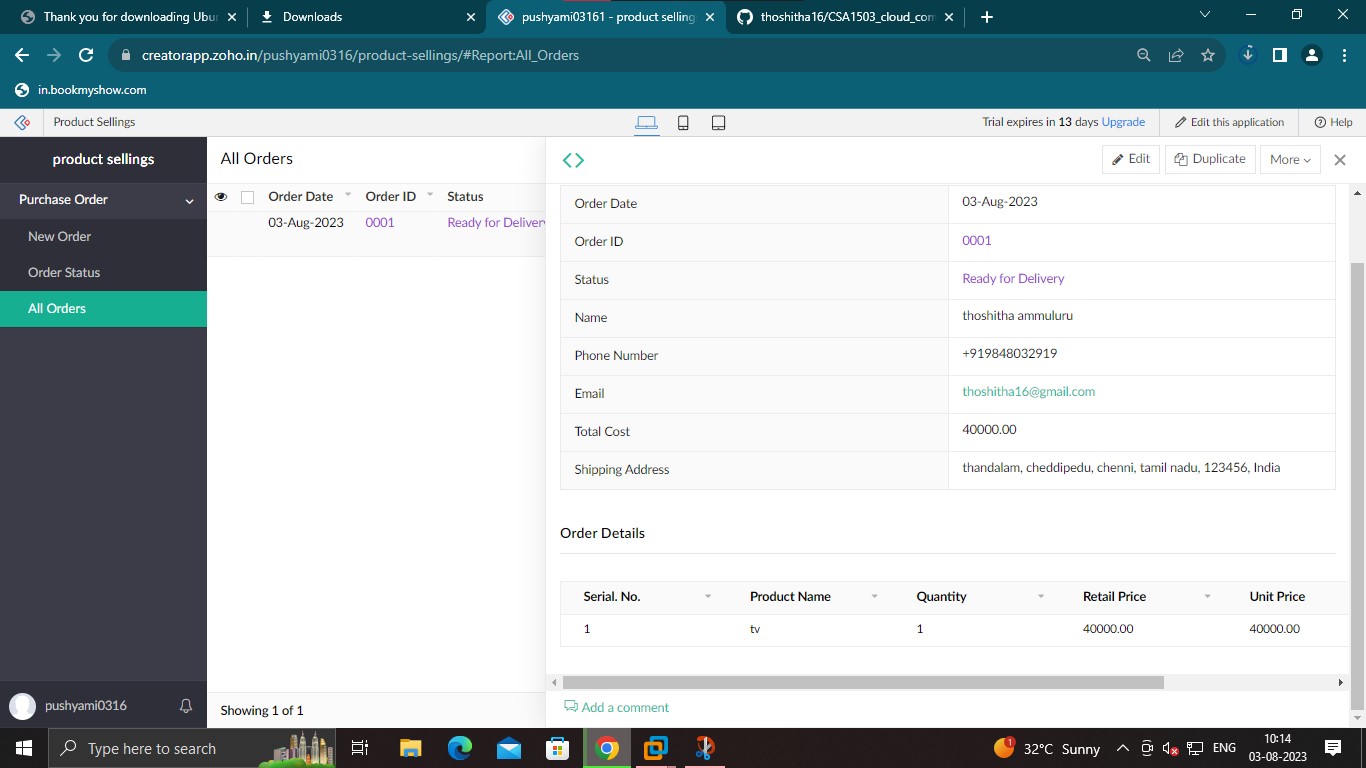 Thank you for downloading Ubu
Downloads
pushyami03161 - product selling
thoshitha16/CSA1503_cloud_com
creatorapp.zoho.in/pushyami0316/product-sellings/#Report:All_Orders
in.bookmyshow.com
Product Sellings
Trial expires in 13 days Upgrade
Edit this application
Help
product sellings
All Orders
Edit
Duplicate
More
Purchase Order
New Order
Order Status
All Orders
Order Date Order ID Status
03-Aug-2023 0001 Ready for Delivery
Order Date 03-Aug-2023
Order ID 0001
Status Ready for Delivery
Name thoshitha ammuluru
Phone Number +919848032919
Email thoshitha16@gmail.com
Total Cost 40000.00
Shipping Address thandalam, cheddipedu, chenni, tamil nadu, 123456, India
Order Details
Serial. No. Product Name Quantity Retail Price Unit Price
1 tv 1 40000.00 40000.00
pushyami0316
Showing 1 of 1
Add a comment
Type here to search
1
32°C Sunny
ENG
10:14
03-08-2023